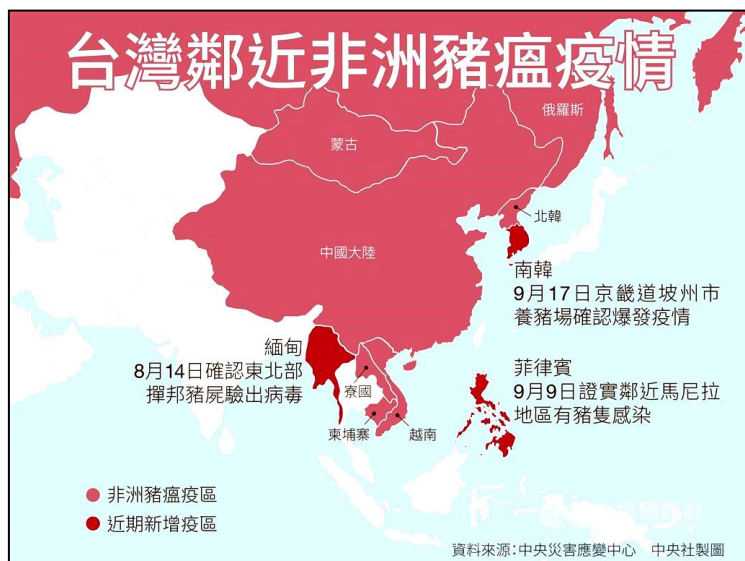 台灣鄰近非洲豬瘟疫情
俄羅斯
蒙古
北韓
中國大陸
南韓
9月17日京畿道坡州市
養豬場確認爆發疫情
緬甸
8月14日確認東北部
撣邦豬屍驗出病毒
寮國
菲律賓
9月9日證實鄰近馬尼拉
地區有豬隻感染
柬埔寨
越南
非洲豬瘟疫區
近期新增疫區
資料來源:中央災害應變中心 中央社製圖